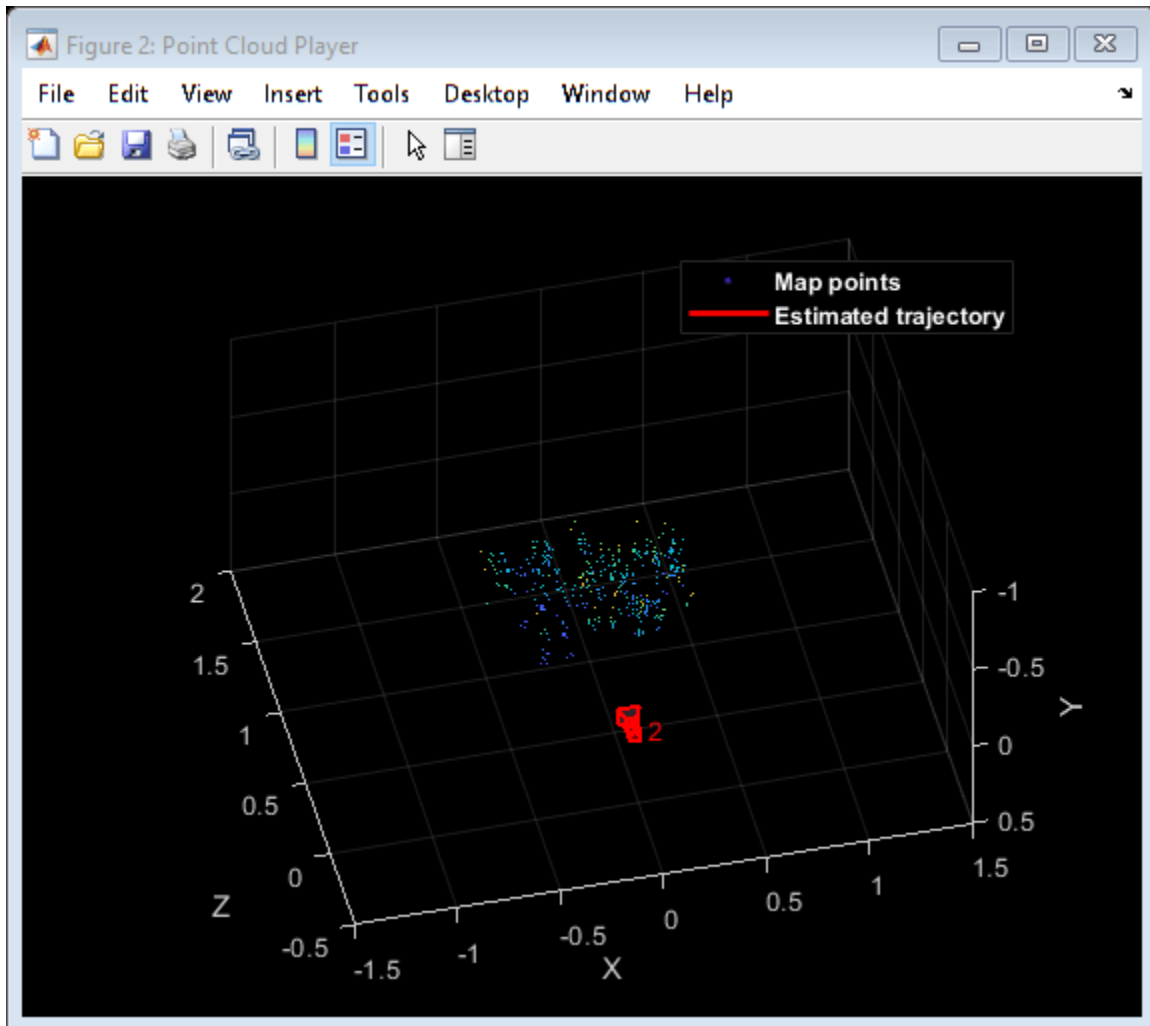 Figure 2: Point Cloud Player
File Edit View Insert Tools Desktop Window Help
Map points
Estimated trajectory
2
1.5
1
0.5
0
-0.5
Z
-1.5
-1
-0.5
0
0.5
1
1.5
X
-1
-0.5
0
0.5
Y
2